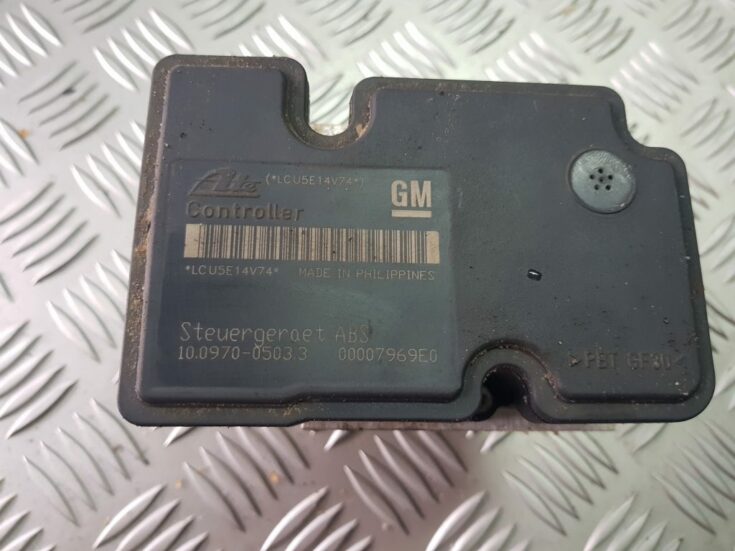 Ate (*LCU5E14V74*)
GM
Controller
*LCU5E14V74* MADE IN PHILIPPINES
Steuergeraet ABS
10.0970-0503.3 00007969E0
>PBT GF30<